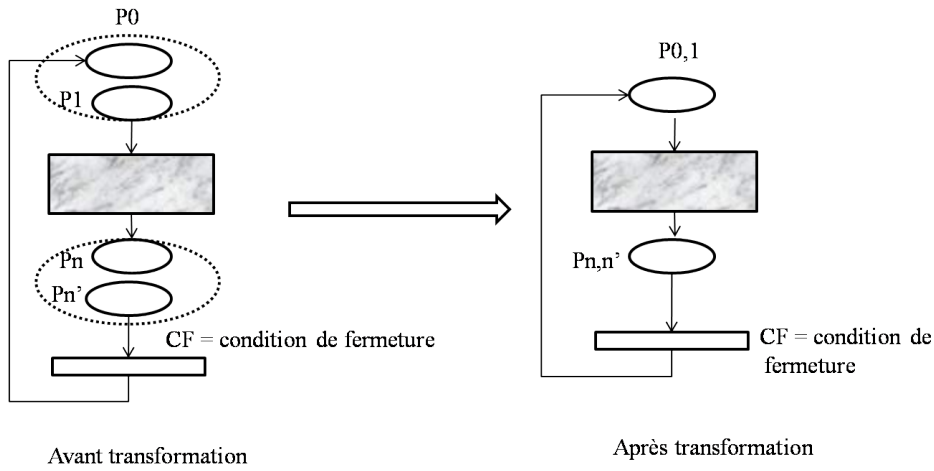 P0
P1
Pn
Pn’
CF = condition de fermeture
Avant transformation
P0,1
Pn,n’
CF = condition de
fermeture
Après transformation